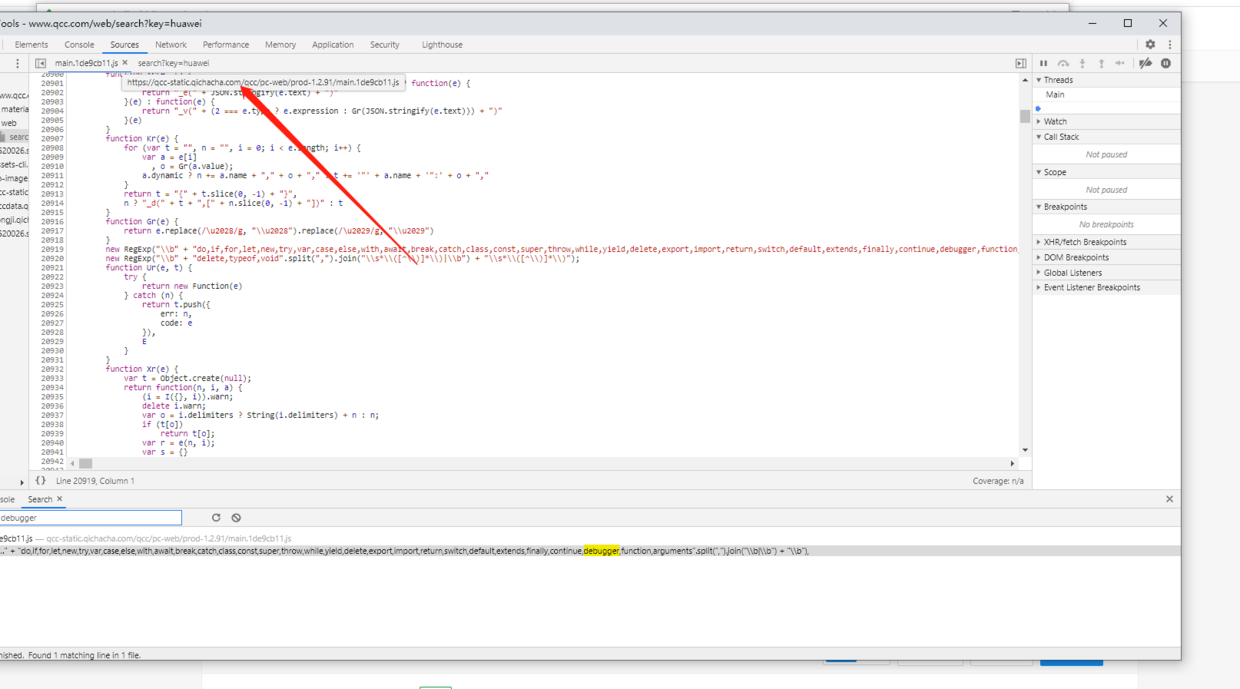 ools - www.qcc.com/web/search?key=huawei
Elements Console Sources Network Performance Memory Application Security Lighthouse
main.1de9cb11.js × search?key=huawei
https://qcc-static.qichacha.com/qcc/pc-web/prod-1.2.91/main.1de9cb11.js
20901 function(e) {
20902 return "_e(" + JSON.stringify(e.text) + ")"
20903 }(e) : function(e) {
20904 return "_v(" + (2 === e.ty ? e.expression : Gr(JSON.stringify(e.text))) + ")"
20905 }(e)
20906 }
20907 function Kr(e) {
20908 for (var t = "", n = "", i = 0; i < e.length; i++) {
20909 var a = e[i]
20910 , o = Gr(a.value);
20911 a.dynamic ? n += a.name + "," + o + "," : t += '"' + a.name + '":' + o + ","
20912 }
20913 return t = "{" + t.slice(0, -1) + "}",
20914 n ? "_d(" + t + ",[" + n.slice(0, -1) + "])" : t
20915 }
20916 function Gr(e) {
20917 return e.replace(/\u2028/g, "\\u2028").replace(/\u2029/g, "\\u2029")
20918 }
20919 new RegExp("\\b" + "do,if,for,let,new,try,var,case,else,with,await,break,catch,class,const,super,throw,while,yield,delete,export,import,return,switch,default,extends,finally,continue,debugger,function,
20920 new RegExp("\\b" + "delete,typeof,void".split(",").join("\\s*\\([^\\)]*\\)|\\b") + "\\s*\\([^\\)]*\\)");
20921 function Ur(e, t) {
20922 try {
20923 return new Function(e)
20924 } catch (n) {
20925 return t.push({
20926 err: n,
20927 code: e
20928 }),
20929 E
20930 }
20931 }
20932 function Xr(e) {
20933 var t = Object.create(null);
20934 return function(n, i, a) {
20935 (i = I({}, i)).warn;
20936 delete i.warn;
20937 var o = i.delimiters ? String(i.delimiters) + n : n;
20938 if (t[o])
20939 return t[o];
20940 var r = e(n, i);
20941 var s = {}
20942
Threads
Main
Watch
Call Stack
Not paused
Scope
Not paused
Breakpoints
No breakpoints
XHR/fetch Breakpoints
DOM Breakpoints
Global Listeners
Event Listener Breakpoints
ww.qcc.
materia
web
searc
S20026.s
sets-cli.
-image.
cc-static
ccdata.q
ongji.qich
S20026.s
{} Line 20919, Column 1 Coverage: n/a
sole Search ×
debugger
e9cb11.js — qcc-static.qichacha.com/qcc/pc-web/prod-1.2.91/main.1de9cb11.js
..." + "do,if,for,let,new,try,var,case,else,with,await,break,catch,class,const,super,throw,while,yield,delete,export,import,return,switch,default,extends,finally,continue,debugger,function,arguments".split(",").join("\\b|\\b") + "\\b"),
nished. Found 1 matching line in 1 file.